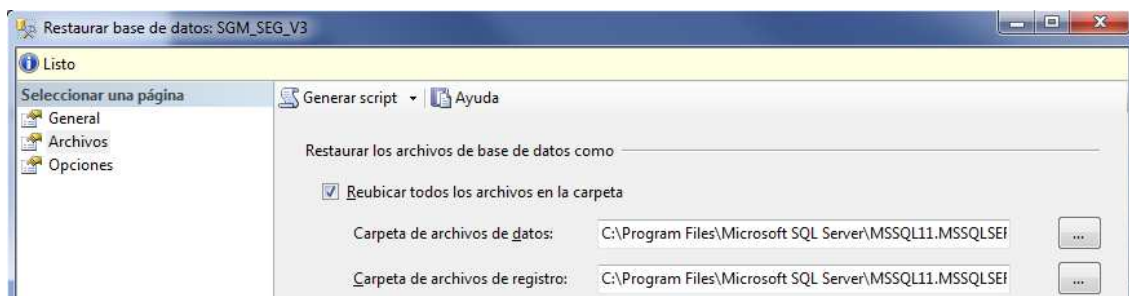 Restaurar base de datos: SGM_SEG_V3
Listo
Seleccionar una página
General
Archivos
Opciones
Generar script Ayuda
Restaurar los archivos de base de datos como
Reubicar todos los archivos en la carpeta
Carpeta de archivos de datos: C:\Program Files\Microsoft SQL Server\MSSQL11.MSSQLSER
...
Carpeta de archivos de registro: C:\Program Files\Microsoft SQL Server\MSSQL11.MSSQLSER
...